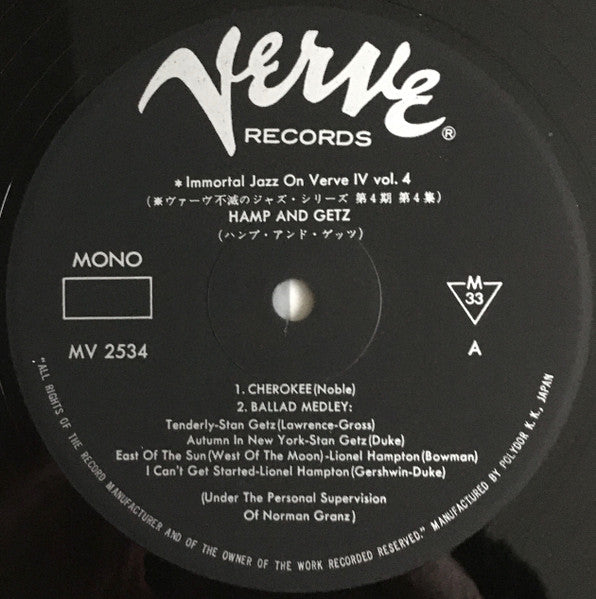 Verve
RECORDS ®
*Immortal Jazz On Verve IV vol. 4
(※ヴァーヴ不滅のジャズ・シリーズ 第4期 第4集)
HAMP AND GETZ
(ハンプ・アンド・ゲッツ)
MONO
M
33
MV 2534
A
1. CHEROKEE(Noble)
2. BALLAD MEDLEY:
Tenderly-Stan Getz(Lawrence-Gross)
Autumn In New York-Stan Getz(Duke)
East Of The Sun(West Of The Moon)-Lionel Hampton(Bowman)
I Can't Get Started-Lionel Hampton(Gershwin-Duke)
(Under The Personal Supervision
Of Norman Granz)
"ALL RIGHTS OF THE RECORD MANUFACTURER AND OF THE OWNER OF THE WORK RECORDED RESERVED." MANUFACTURED BY POLYDOR K.K., JAPAN